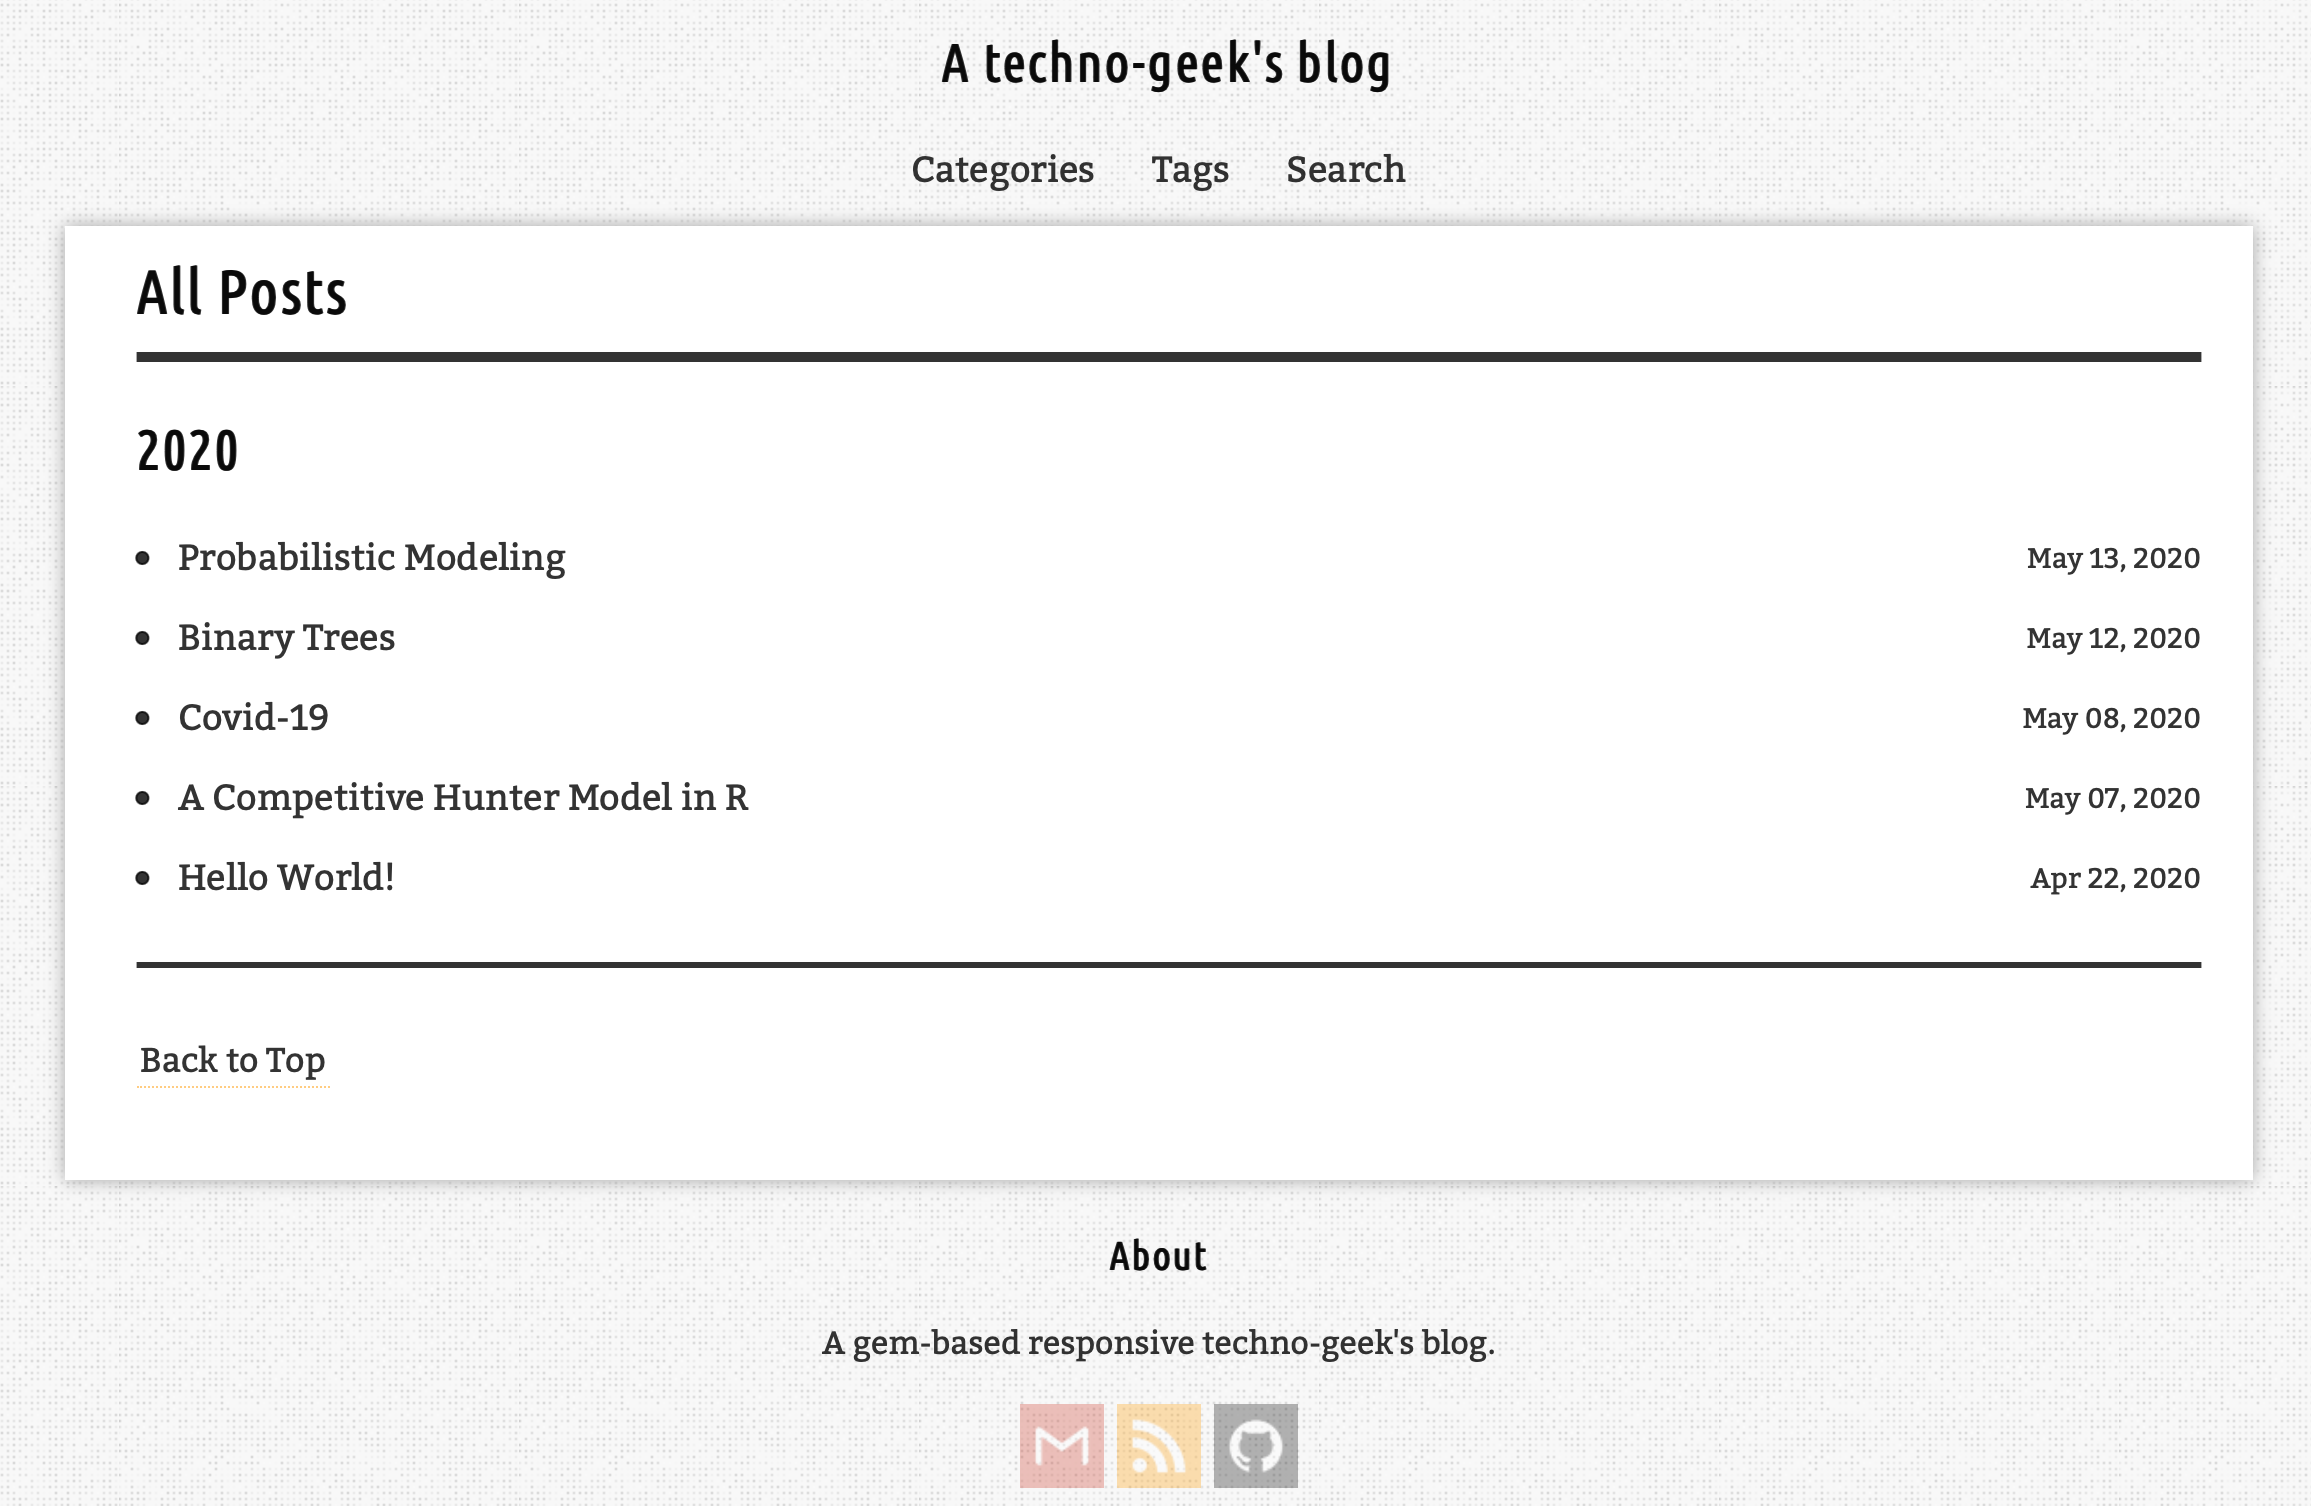 A techno-geek's blog
Categories Tags Search
All Posts
2020
Probabilistic Modeling May 13, 2020
Binary Trees May 12, 2020
Covid-19 May 08, 2020
A Competitive Hunter Model in R May 07, 2020
Hello World! Apr 22, 2020
Back to Top
About
A gem-based responsive techno-geek's blog.